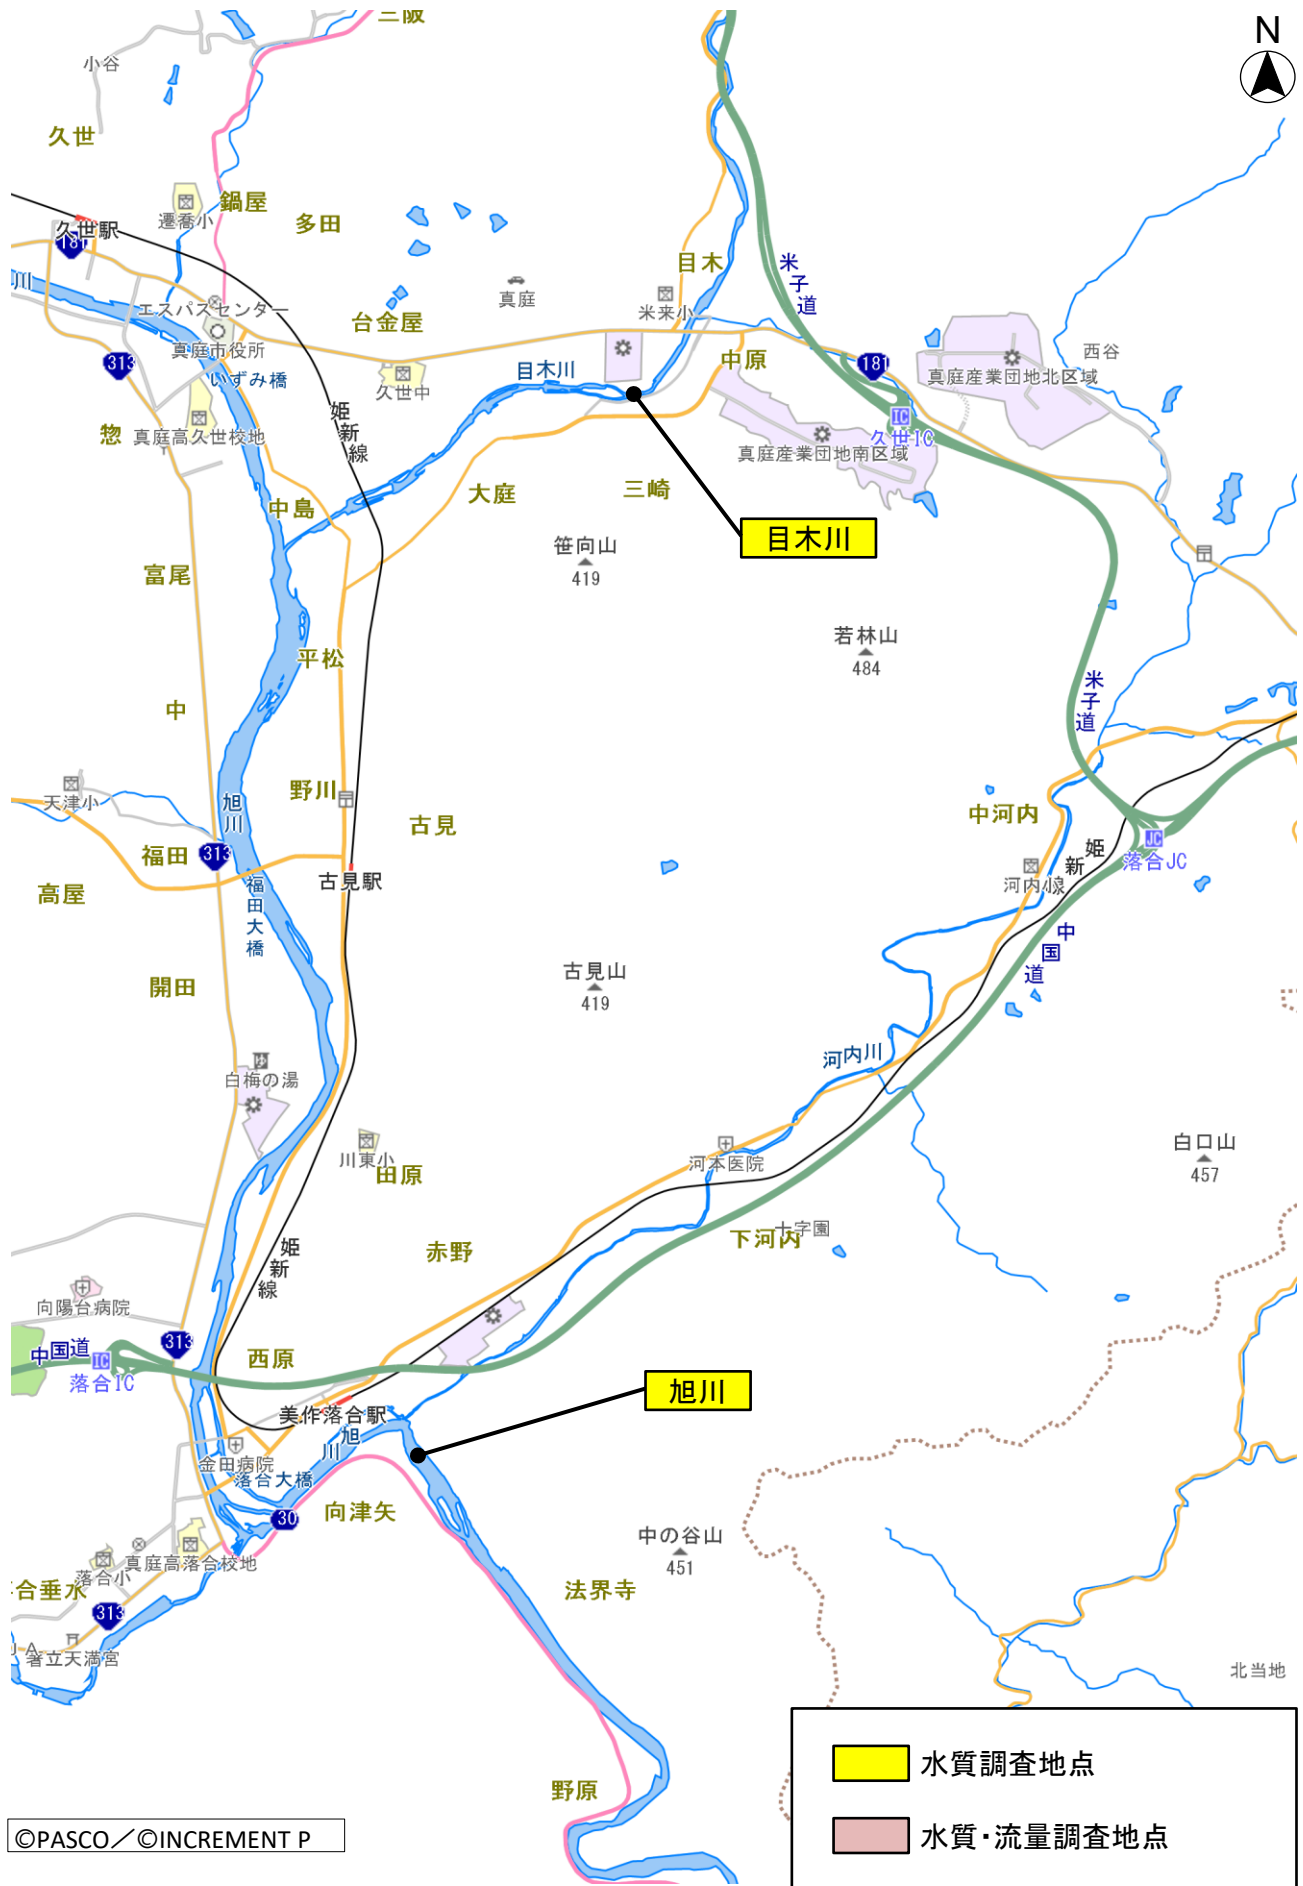 三阪
N
小谷
久世
鍋屋
遷喬小
多田
久世駅
181
川
目木
米子道
真庭
米来小
エスパスセンター
台金屋
真庭市役所
313
いずみ橋
目木川
中原
181
西谷
真庭産業団地北区域
久世中
姫新線
惣
真庭高久世校地
IC
久世IC
真庭産業団地南区域
大庭
三崎
中島
目木川
笹向山
419
富尾
若林山
484
平松
米子道
中
野川
天津小
旭川
古見
中河内
福田
313
JC
落合JC
姫新線
古見駅
河内小
高屋
福田大橋
中国道
開田
古見山
419
河内川
白梅の湯
川東小
田原
河本医院
白口山
457
十字園
下河内
赤野
姫新線
向陽台病院
313
中国道
IC
落合IC
西原
旭川
美作落合駅
旭川
金田病院
落合大橋
30
向津矢
中の谷山
451
真庭高落合校地
落合小
合垂水
法界寺
313
箸立天満宮
北当地
野原
水質調査地点
水質・流量調査地点
©PASCO／©INCREMENT P